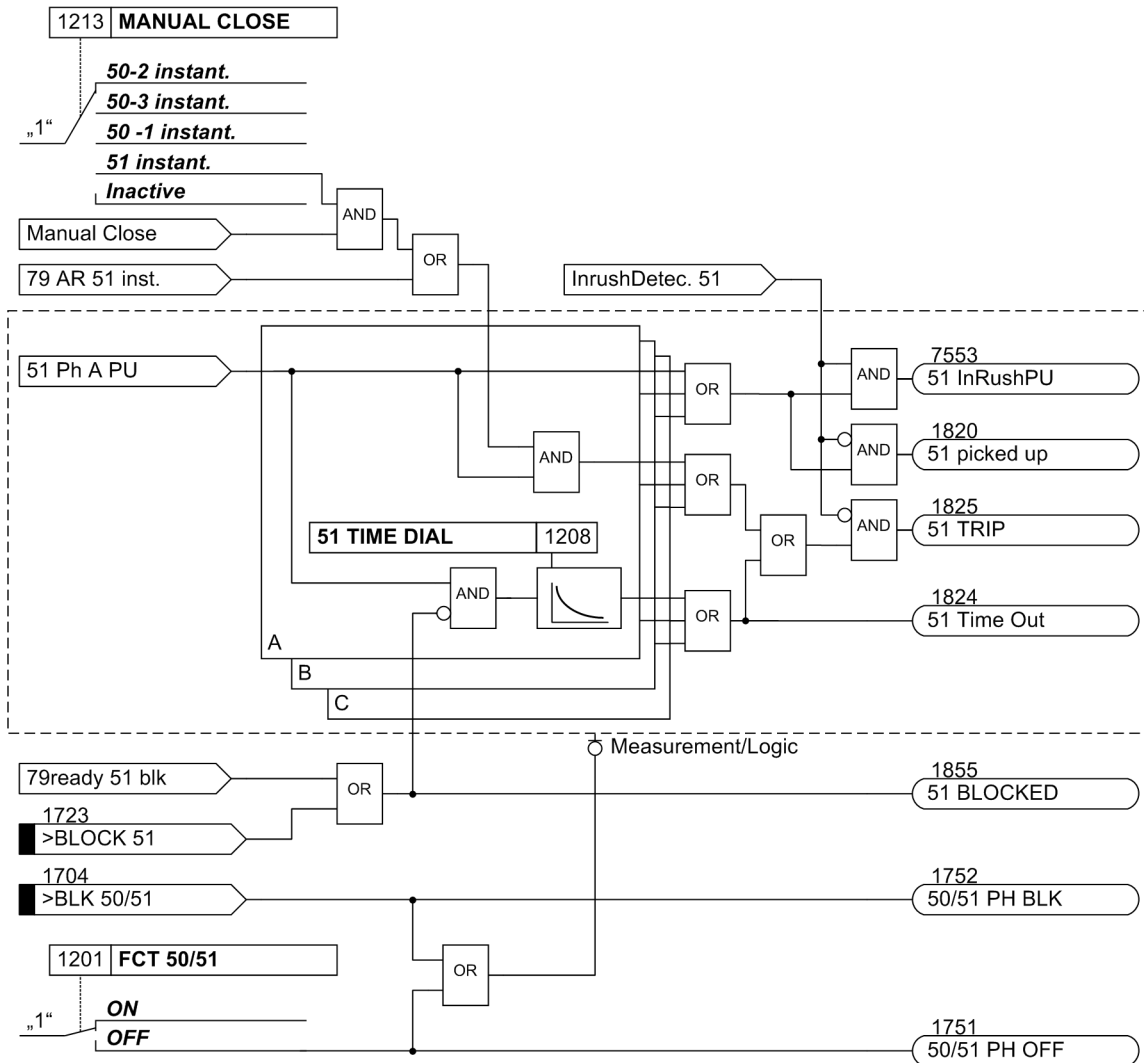 1213 MANUAL CLOSE
50-2 instant.
50-3 instant.
„1“
50 -1 instant.
51 instant.
Inactive
AND
Manual Close
OR
79 AR 51 inst.
InrushDetec. 51
51 Ph A PU
OR
AND
7553
51 InRushPU
AND
OR
AND
1820
51 picked up
51 TIME DIAL 1208
OR
AND
1825
51 TRIP
AND
OR
1824
51 Time Out
A
B
C
Measurement/Logic
79ready 51 blk
OR
1855
51 BLOCKED
1723
>BLOCK 51
1704
>BLK 50/51
1752
50/51 PH BLK
1201 FCT 50/51
OR
„1“
ON
OFF
1751
50/51 PH OFF